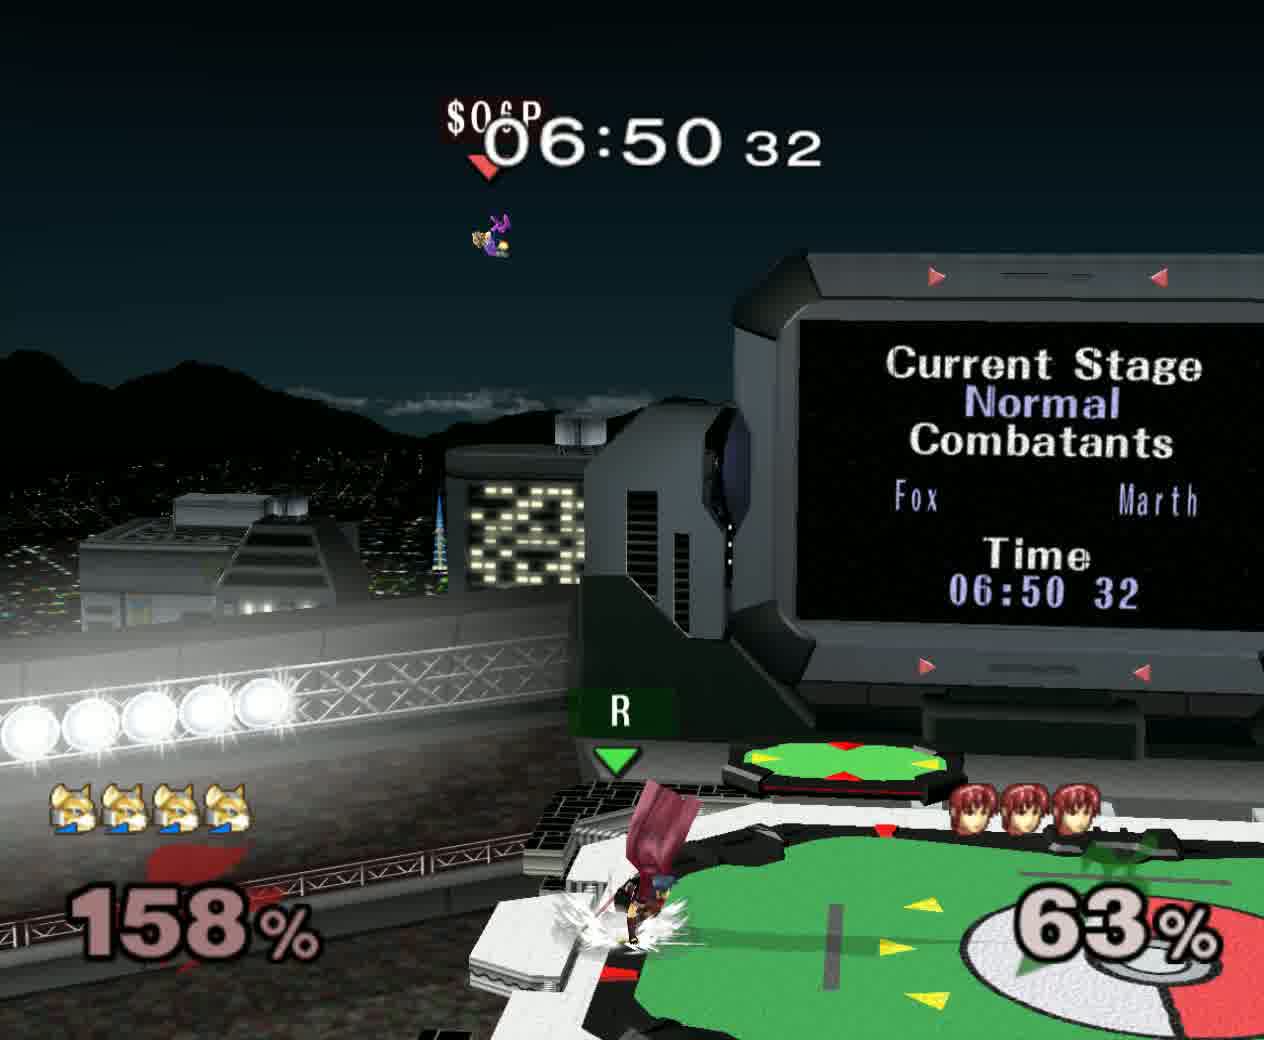 06:50 32
Current Stage
Normal
Combatants
Fox Marth
Time
06:50 32
R
158%
63%